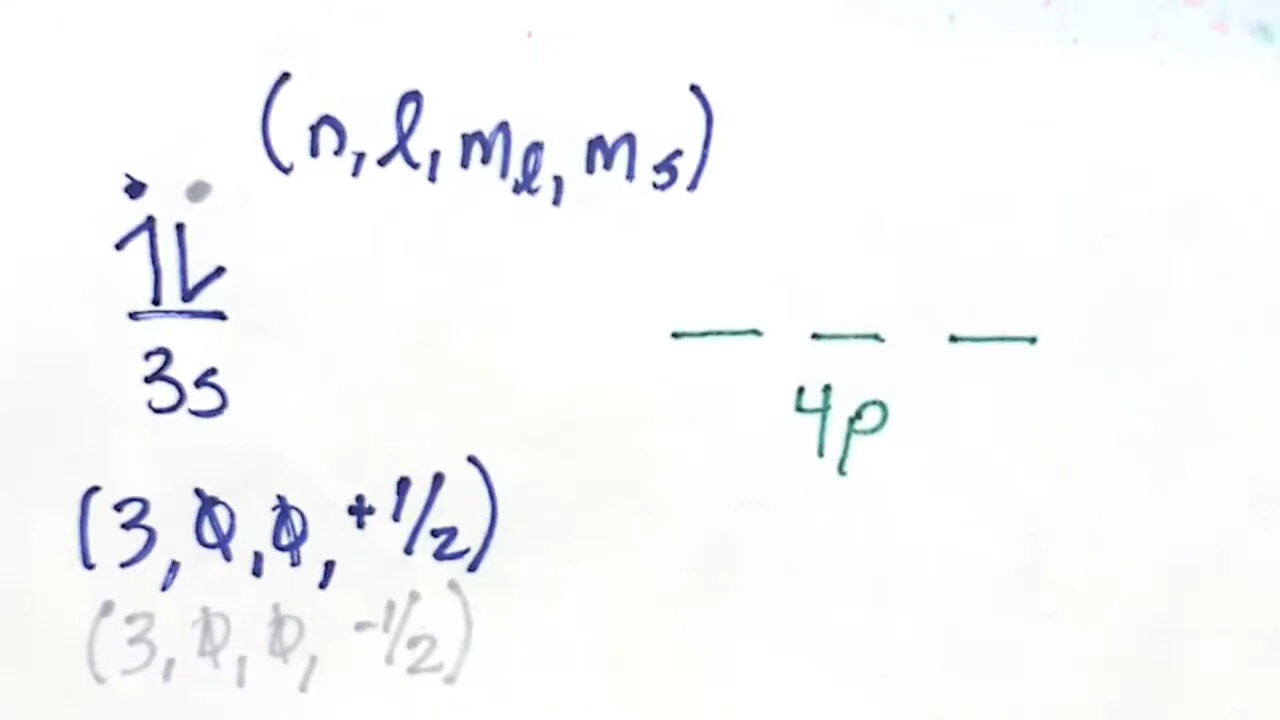 (n, l, mₗ, mₛ)
↿⇂
3s
4p
(3, 0, 0, +1/2)
(3, 0, 0, -1/2)